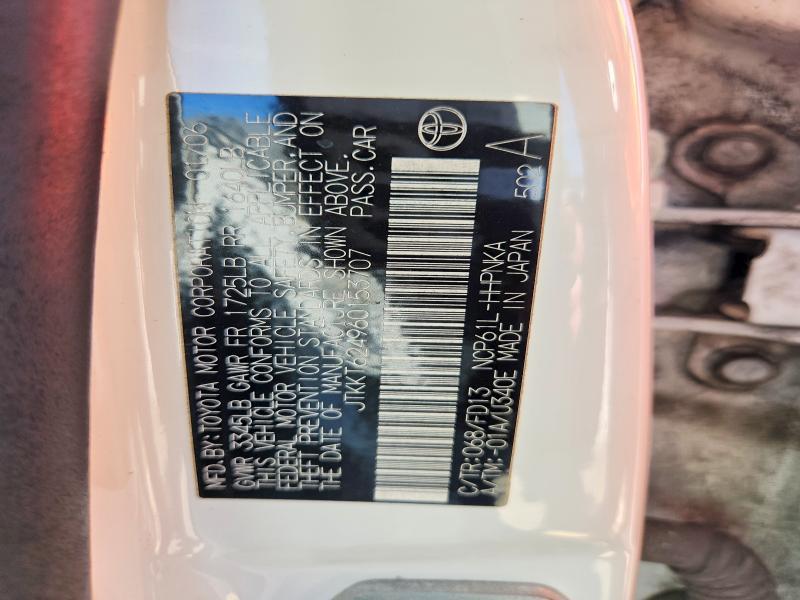 MFD.BY:TOYOTA MOTOR CORPORATION 01/06
GVWR 3345LB GAWR FR 1725LB RR 1640LB
THIS VEHICLE CONFORMS TO ALL APPLICABLE
FEDERAL MOTOR VEHICLE SAFETY, BUMPER, AND
THEFT PREVENTION STANDARDS IN EFFECT ON
THE DATE OF MANUFACTURE SHOWN ABOVE.
JTKKT624960153707 PASS.CAR
C/TR:068/FD13 NCP61L-HHPNKA
A/TM:-01A/U340E MADE IN JAPAN 502 A